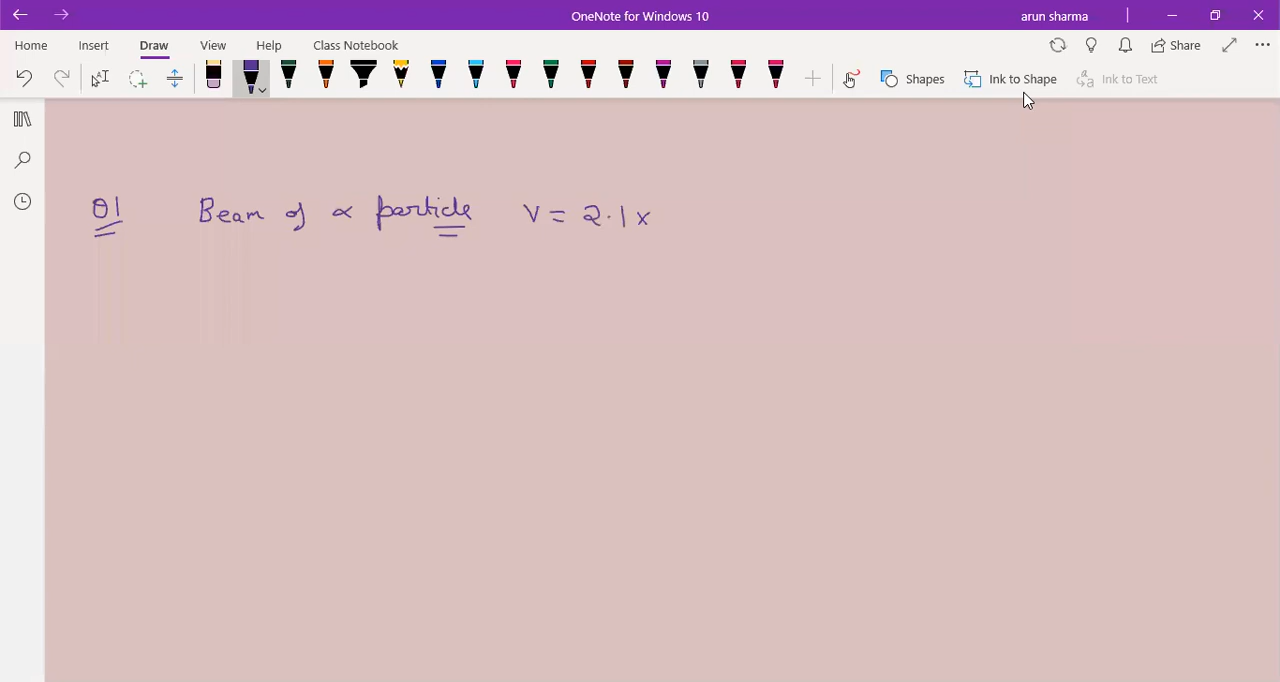 OneNote for Windows 10
arun sharma
Home Insert Draw View Help Class Notebook
Share
Shapes Ink to Shape Ink to Text
Q1 Beam of α particle V = 2.1 x